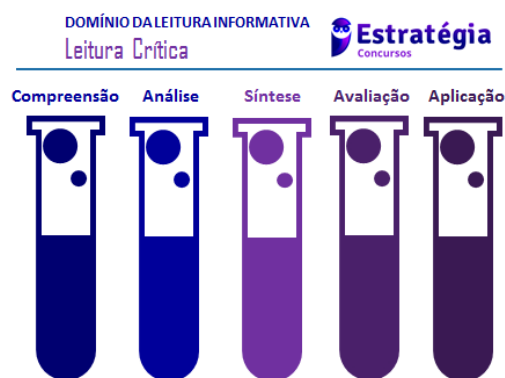 DOMÍNIO DA LEITURA INFORMATIVA
Leitura Crítica
Estratégia
Concursos
Compreensão Análise Síntese Avaliação Aplicação